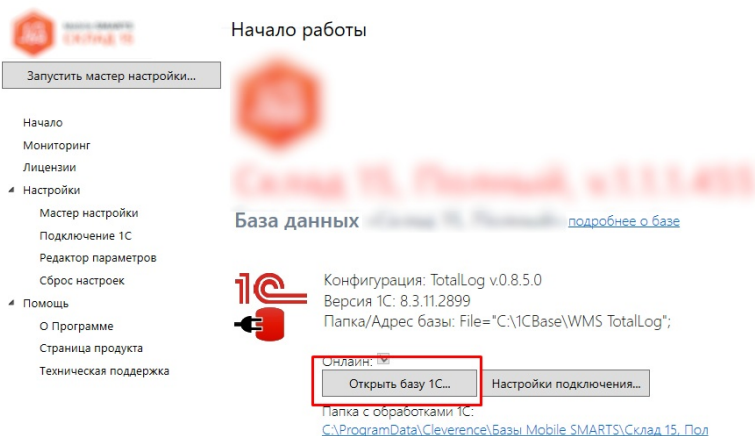 Начало работы
Запустить мастер настройки...
Начало
Мониторинг
Лицензии
Настройки
Мастер настройки
Подключение 1С
Редактор параметров
Сброс настроек
Помощь
О Программе
Страница продукта
Техническая поддержка
База данных подробнее о базе
Конфигурация: TotalLog v.0.8.5.0
Версия 1С: 8.3.11.2899
Папка/Адрес базы: File="C:\1CBase\WMS TotalLog";
Онлайн:
Открыть базу 1С... Настройки подключения...
Папка с обработками 1С:
C:\ProgramData\Cleverence\Базы Mobile SMARTS\Склад 15, Пол